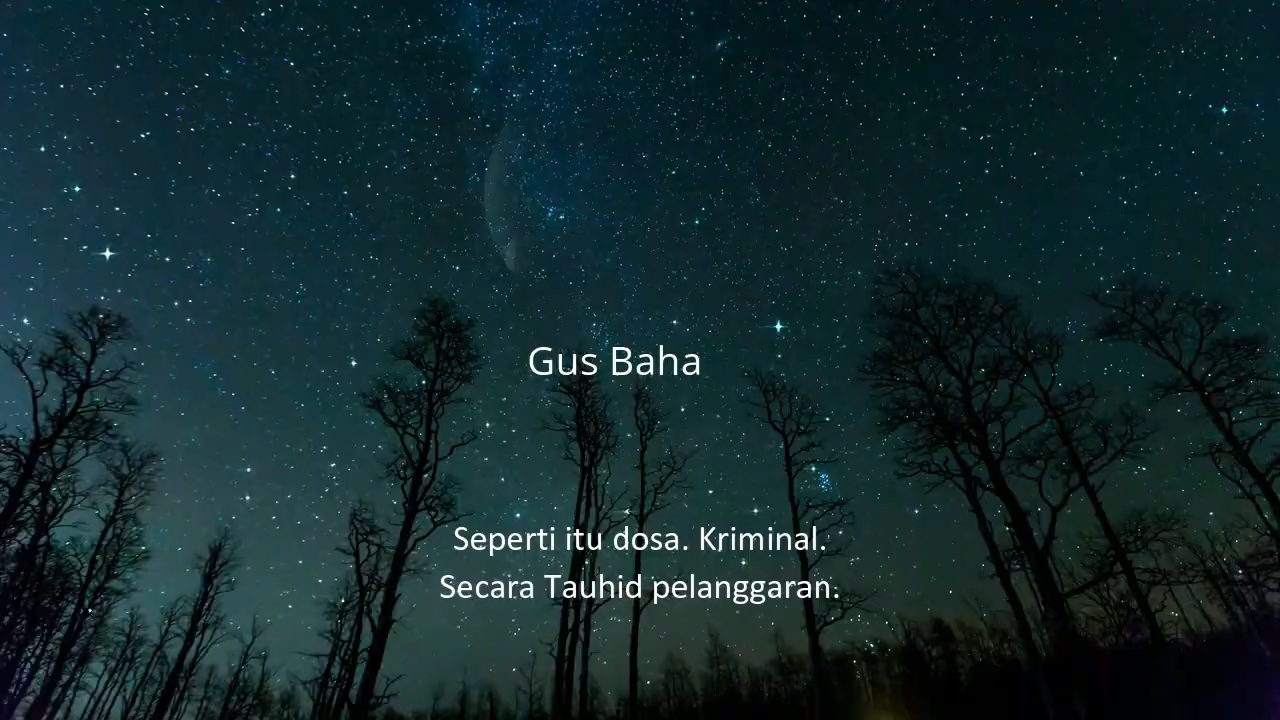 Gus Baha
Seperti itu dosa. Kriminal.
Secara Tauhid pelanggaran.